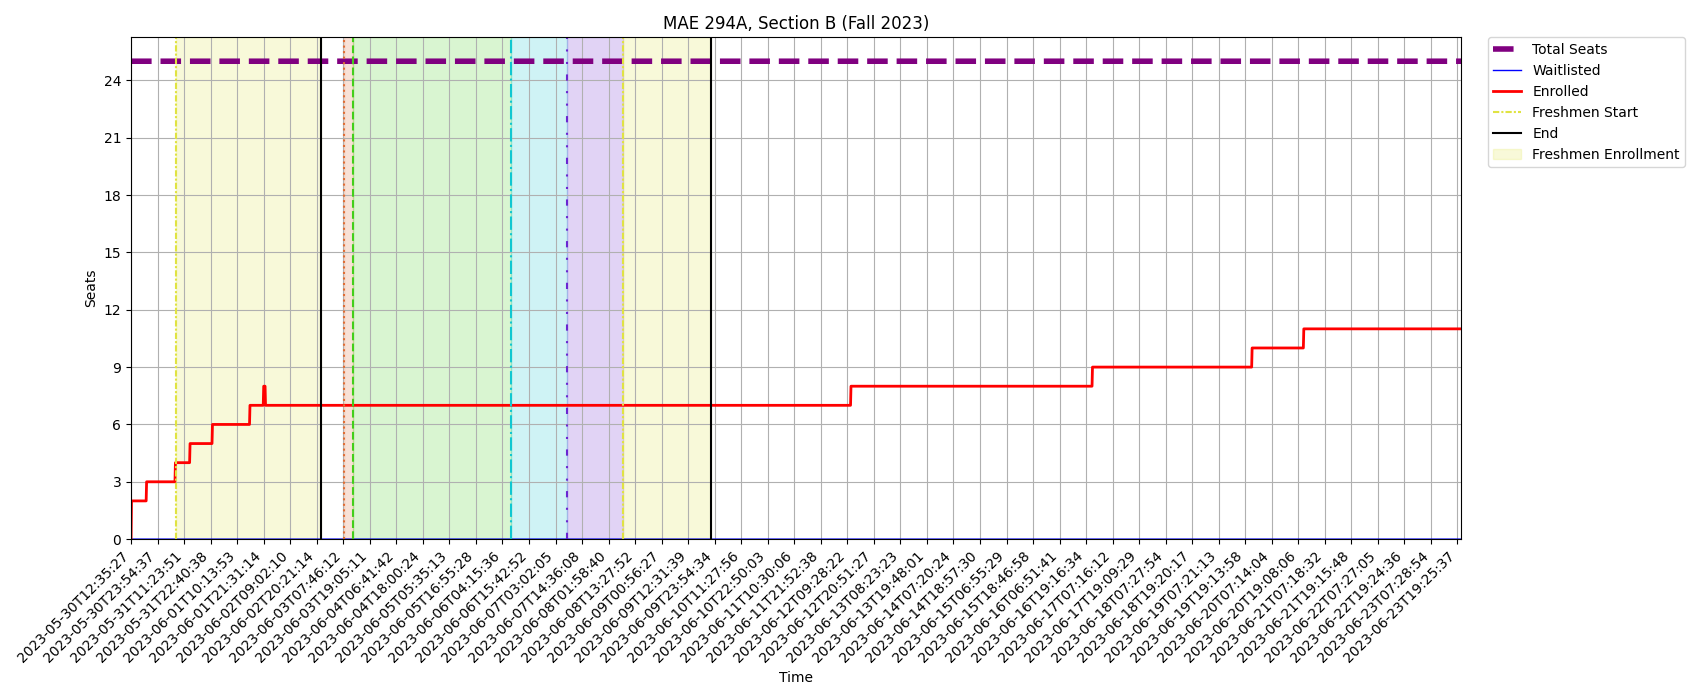 MAE 294A, Section B (Fall 2023)
Total Seats
Waitlisted
Enrolled
Freshmen Start
End
Freshmen Enrollment
Seats
24
21
18
15
12
9
6
3
0
2023-05-30T12:35:27
2023-05-30T23:54:37
2023-05-31T11:23:51
2023-05-31T22:40:38
2023-06-01T10:13:53
2023-06-01T21:31:14
2023-06-02T09:02:10
2023-06-02T20:21:14
2023-06-03T07:46:12
2023-06-03T19:05:11
2023-06-04T06:41:42
2023-06-04T18:00:24
2023-06-05T05:35:13
2023-06-05T16:55:28
2023-06-06T04:15:36
2023-06-06T15:42:52
2023-06-07T03:02:05
2023-06-07T14:36:08
2023-06-08T01:58:40
2023-06-08T13:27:52
2023-06-09T00:56:27
2023-06-09T12:31:39
2023-06-09T23:54:34
2023-06-10T11:27:56
2023-06-10T22:50:03
2023-06-11T10:30:06
2023-06-11T21:52:38
2023-06-12T09:28:22
2023-06-12T20:51:27
2023-06-13T08:23:23
2023-06-13T19:48:01
2023-06-14T07:20:24
2023-06-14T18:57:30
2023-06-15T06:55:29
2023-06-15T18:46:58
2023-06-16T06:51:41
2023-06-16T19:16:34
2023-06-17T07:16:12
2023-06-17T19:09:29
2023-06-18T07:27:54
2023-06-18T19:20:17
2023-06-19T07:21:13
2023-06-19T19:13:58
2023-06-20T07:14:04
2023-06-20T19:08:06
2023-06-21T07:18:32
2023-06-21T19:15:48
2023-06-22T07:27:05
2023-06-22T19:24:36
2023-06-23T07:28:54
2023-06-23T19:25:37
Time